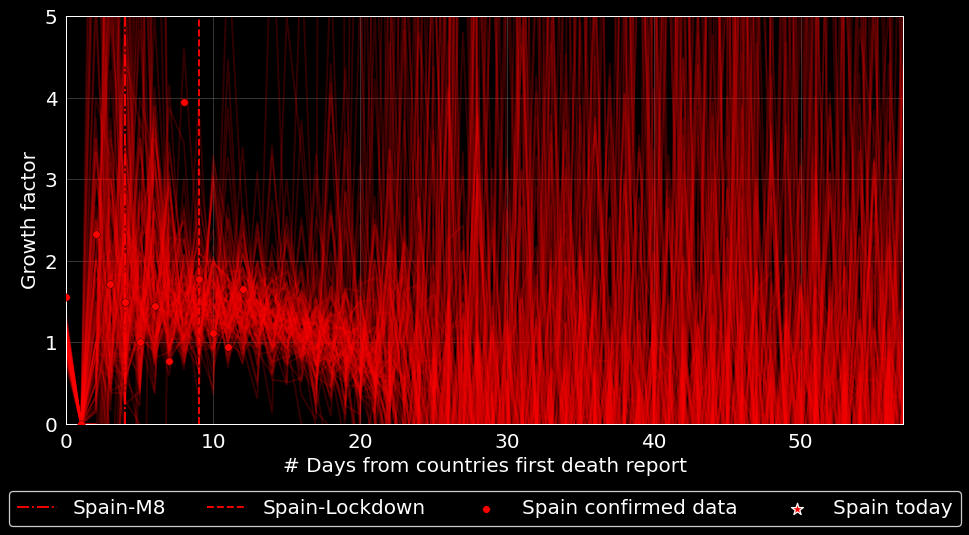 5
4
3
2
1
0
Growth factor
0 10 20 30 40 50
# Days from countries first death report
Spain-M8 Spain-Lockdown Spain confirmed data Spain today